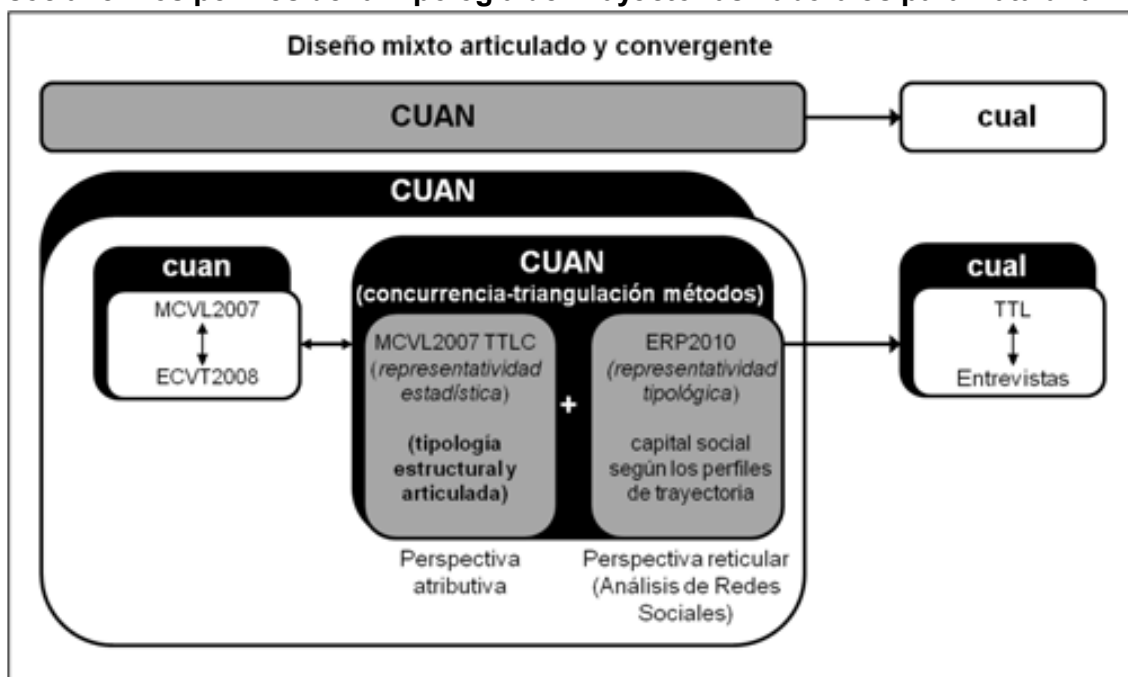 Diseño mixto articulado y convergente
CUAN
cual
CUAN
cuan
MCVL2007
ECVT2008
CUAN
(concurrencia-triangulación métodos)
MCVL2007 TTLC
(representatividad
estadística)
(tipología
estructural y
articulada)
+
ERP2010
(representatividad
tipológica)
capital social
según los perfiles
de trayectoria
Perspectiva
atributiva
Perspectiva reticular
(Análisis de Redes
Sociales)
cual
TTL
Entrevistas